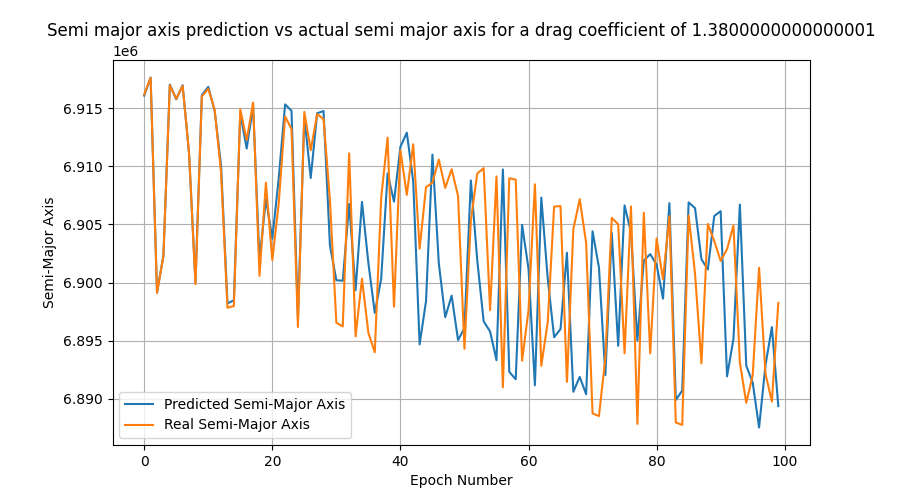 Semi major axis prediction vs actual semi major axis for a drag coefficient of 1.3800000000000001
1e6
6.915
6.910
6.905
6.900
6.895
6.890
Semi-Major Axis
Predicted Semi-Major Axis
Real Semi-Major Axis
0 20 40 60 80 100
Epoch Number